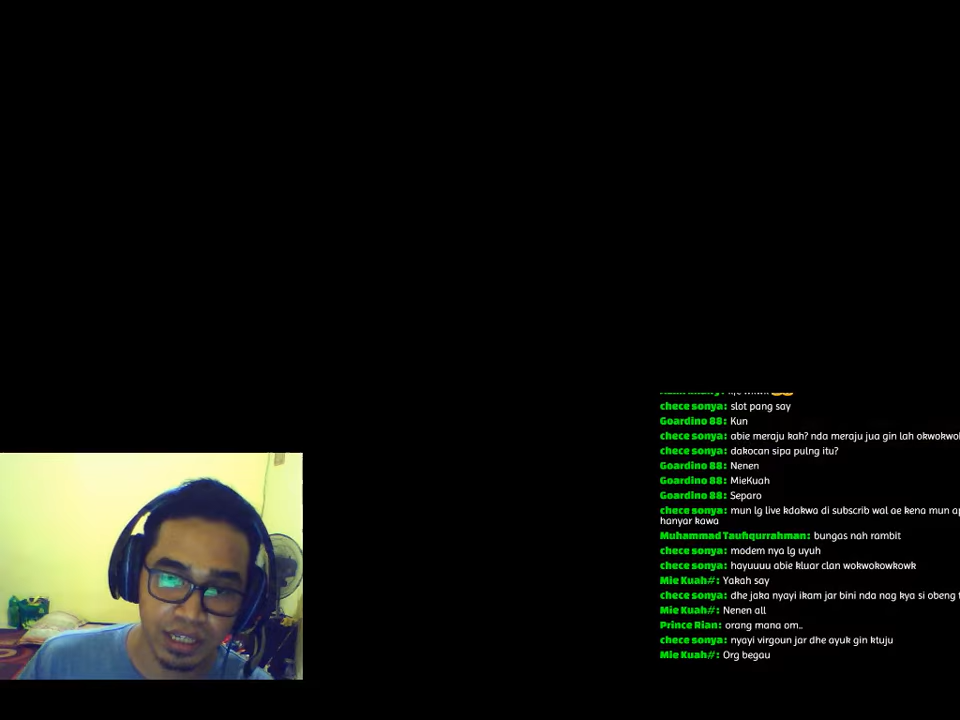 chece sonya: slot pang say
Goardino 88: Kun
chece sonya: abie meraju kah? nda meraju jua gin lah okwokwok
chece sonya: dakocan sipa pulng itu?
Goardino 88: Nenen
Goardino 88: MieKuah
Goardino 88: Separo
chece sonya: mun lg live kdakwa di subscrib wal ae kena mun
hanyar kawa
Muhammad Taufiqurrahman: bungas nah rambit
chece sonya: modem nya lg uyuh
chece sonya: hayuuuu abie kluar clan wokwokowkowk
Mie Kuah#: Yakah say
chece sonya: dhe jaka nyayi ikam jar bini nda nag kya si obeng
Mie Kuah#: Nenen all
Prince Rian: orang mana om..
chece sonya: nyayi virgoun jar dhe ayuk gin ktuju
Mie Kuah#: Org begau